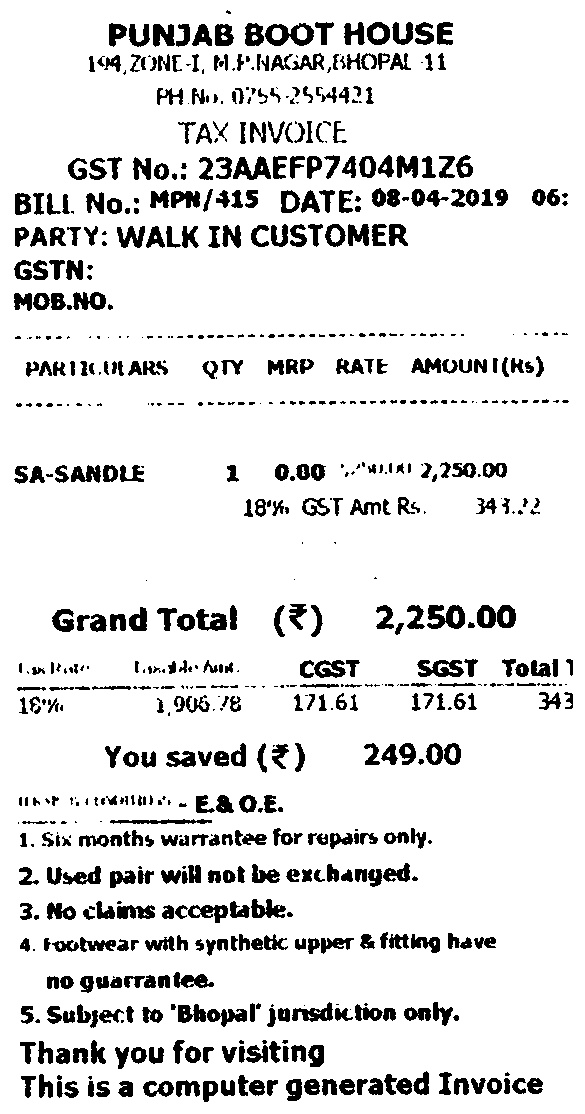 PUNJAB BOOT HOUSE
194,ZONE-I, M.P.NAGAR,BHOPAL-11
PH.No. 0755-2554421
TAX INVOICE
GST No.: 23AAEFP7404M1Z6
BILL No.: MPN/415 DATE: 08-04-2019 06:
PARTY: WALK IN CUSTOMER
GSTN:
MOB.NO.
PARTICULARS QTY MRP RATE AMOUNT(Rs)
SA-SANDLE 1 0.00 2,250.00
18% GST Amt Rs. 343.22
Grand Total (₹) 2,250.00
Tax Rate Taxable Amt. CGST SGST Total T
18% 1,906.78 171.61 171.61 343
You saved (₹) 249.00
- E.& O.E.
1. Six months warrantee for repairs only.
2. Used pair will not be exchanged.
3. No claims acceptable.
4. Footwear with synthetic upper & fitting have
no guarrantee.
5. Subject to 'Bhopal' jurisdiction only.
Thank you for visiting
This is a computer generated Invoice